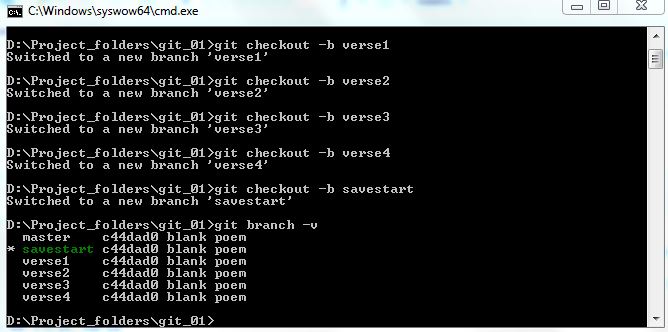 C:\Windows\syswow64\cmd.exe
D:\Project_folders\git_01>git checkout -b verse1
Switched to a new branch 'verse1'
D:\Project_folders\git_01>git checkout -b verse2
Switched to a new branch 'verse2'
D:\Project_folders\git_01>git checkout -b verse3
Switched to a new branch 'verse3'
D:\Project_folders\git_01>git checkout -b verse4
Switched to a new branch 'verse4'
D:\Project_folders\git_01>git checkout -b savestart
Switched to a new branch 'savestart'
D:\Project_folders\git_01>git branch -v
  master    c44dad0 blank poem
* savestart c44dad0 blank poem
  verse1    c44dad0 blank poem
  verse2    c44dad0 blank poem
  verse3    c44dad0 blank poem
  verse4    c44dad0 blank poem
D:\Project_folders\git_01>